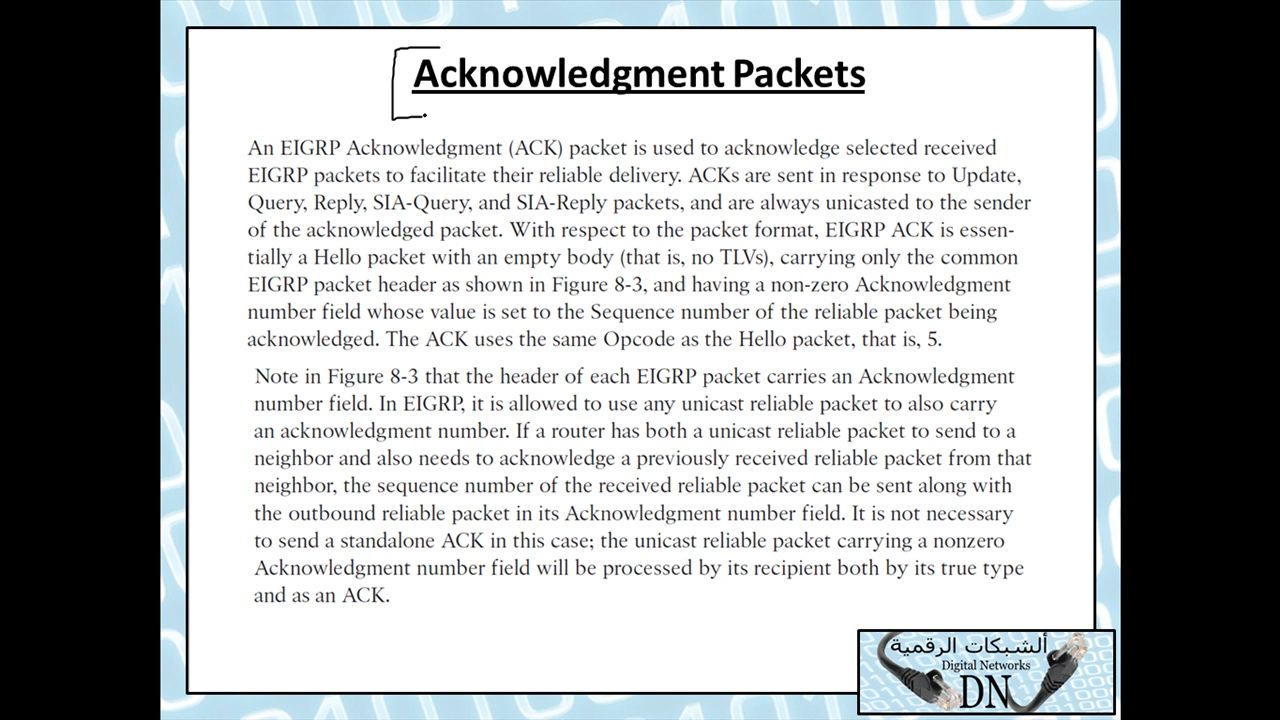 Acknowledgment Packets
An EIGRP Acknowledgment (ACK) packet is used to acknowledge selected received
EIGRP packets to facilitate their reliable delivery. ACKs are sent in response to Update,
Query, Reply, SIA-Query, and SIA-Reply packets, and are always unicasted to the sender
of the acknowledged packet. With respect to the packet format, EIGRP ACK is essen-
tially a Hello packet with an empty body (that is, no TLVs), carrying only the common
EIGRP packet header as shown in Figure 8-3, and having a non-zero Acknowledgment
number field whose value is set to the Sequence number of the reliable packet being
acknowledged. The ACK uses the same Opcode as the Hello packet, that is, 5.
Note in Figure 8-3 that the header of each EIGRP packet carries an Acknowledgment
number field. In EIGRP, it is allowed to use any unicast reliable packet to also carry
an acknowledgment number. If a router has both a unicast reliable packet to send to a
neighbor and also needs to acknowledge a previously received reliable packet from that
neighbor, the sequence number of the received reliable packet can be sent along with
the outbound reliable packet in its Acknowledgment number field. It is not necessary
to send a standalone ACK in this case; the unicast reliable packet carrying a nonzero
Acknowledgment number field will be processed by its recipient both by its true type
and as an ACK.
ألشبكات الرقمية
Digital Networks
DN